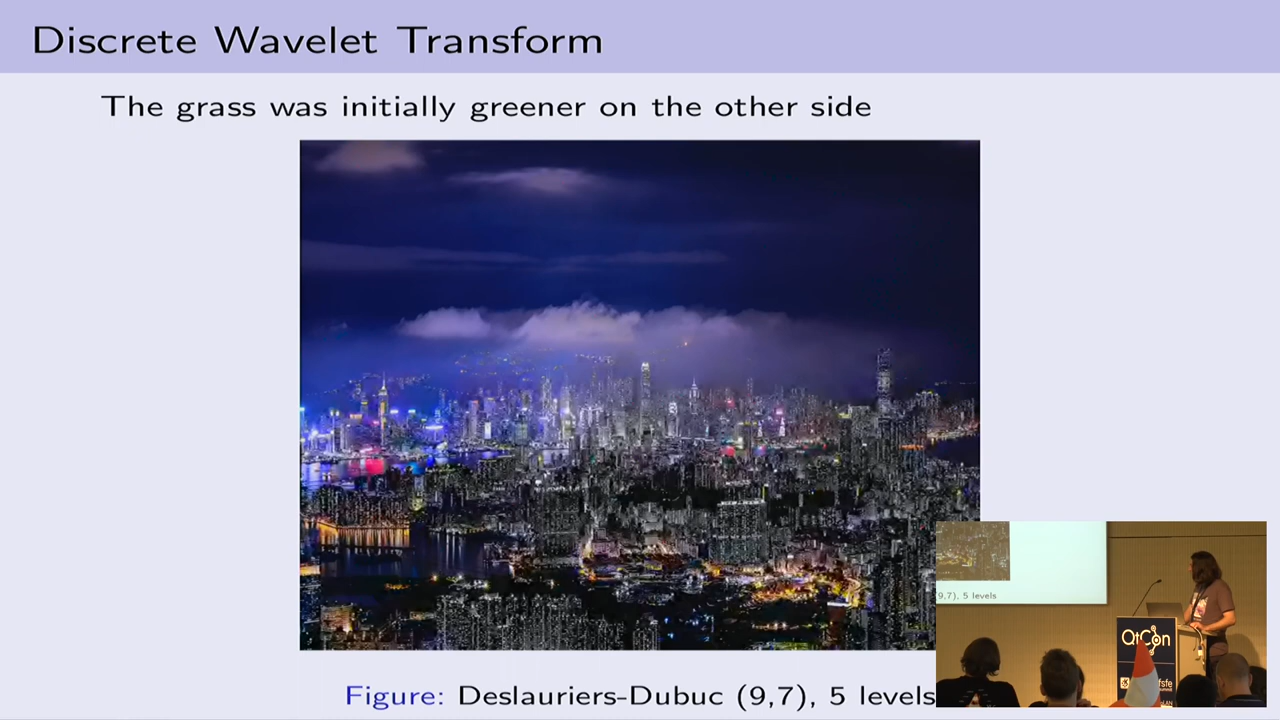 Discrete Wavelet Transform
The grass was initially greener on the other side
Figure: Deslauriers-Dubuc (9,7), 5 levels
9,7), 5 levels
QtCon
fsfe